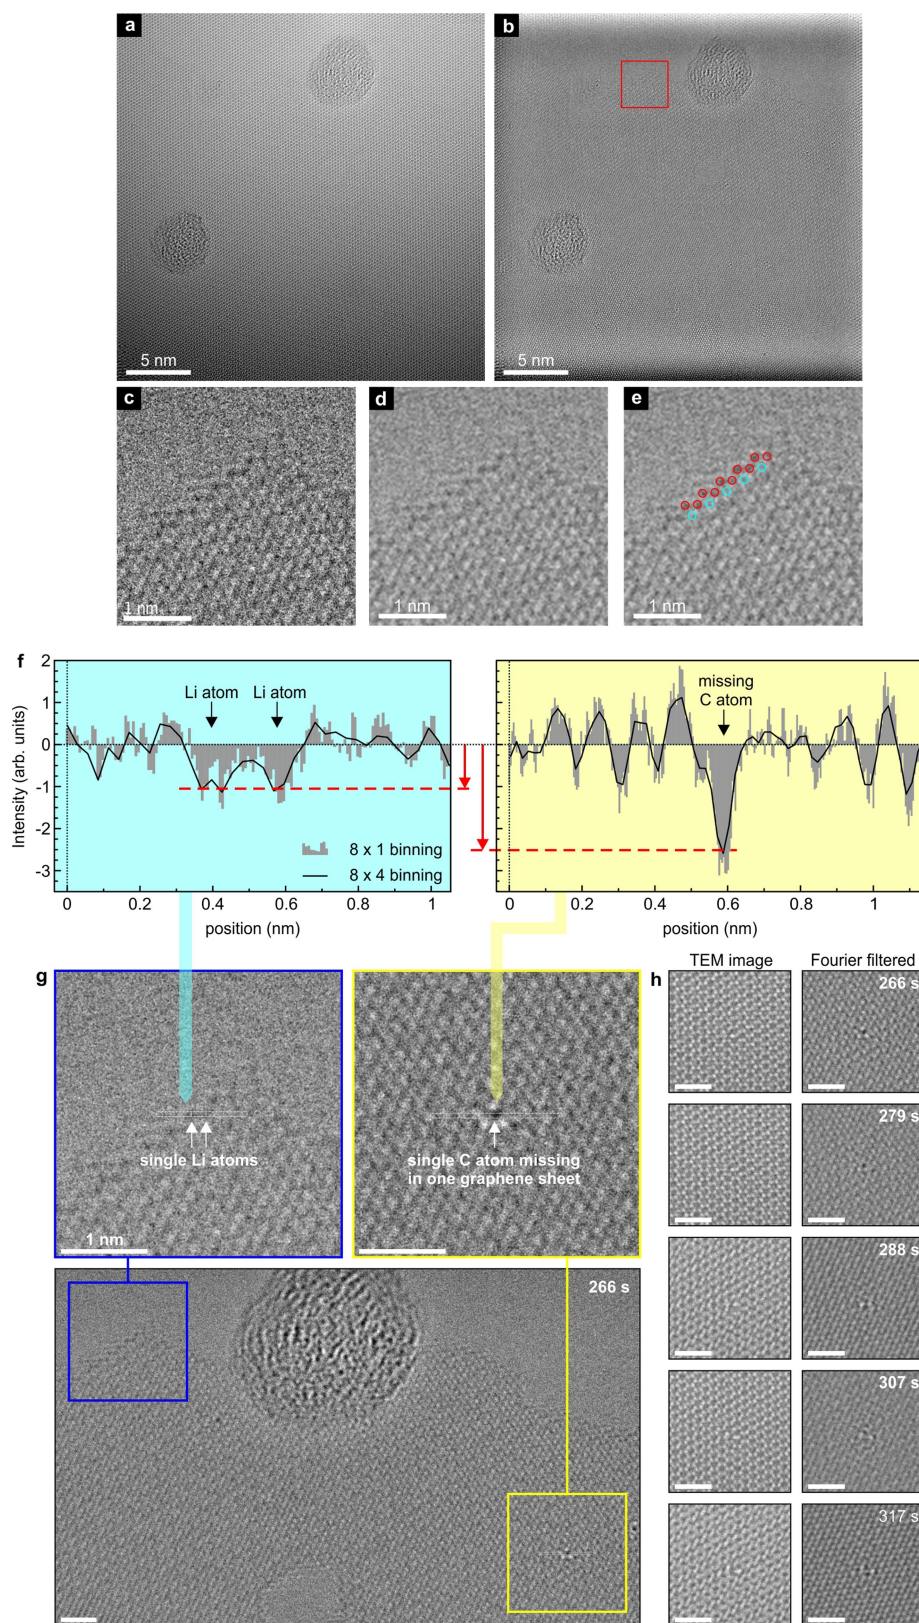 a
b
5 nm
5 nm
c
d
e
1 nm
1 nm
1 nm
f
Intensity (arb. units)
2
1
0
-1
-2
-3
Li atom
Li atom
8 x 1 binning
8 x 4 binning
0
0.2
0.4
0.6
0.8
1
position (nm)
missing
C atom
0
0.2
0.4
0.6
0.8
1
position (nm)
g
single Li atoms
1 nm
single C atom missing
in one graphene sheet
266 s
h
TEM image
Fourier filtered
266 s
279 s
288 s
307 s
317 s